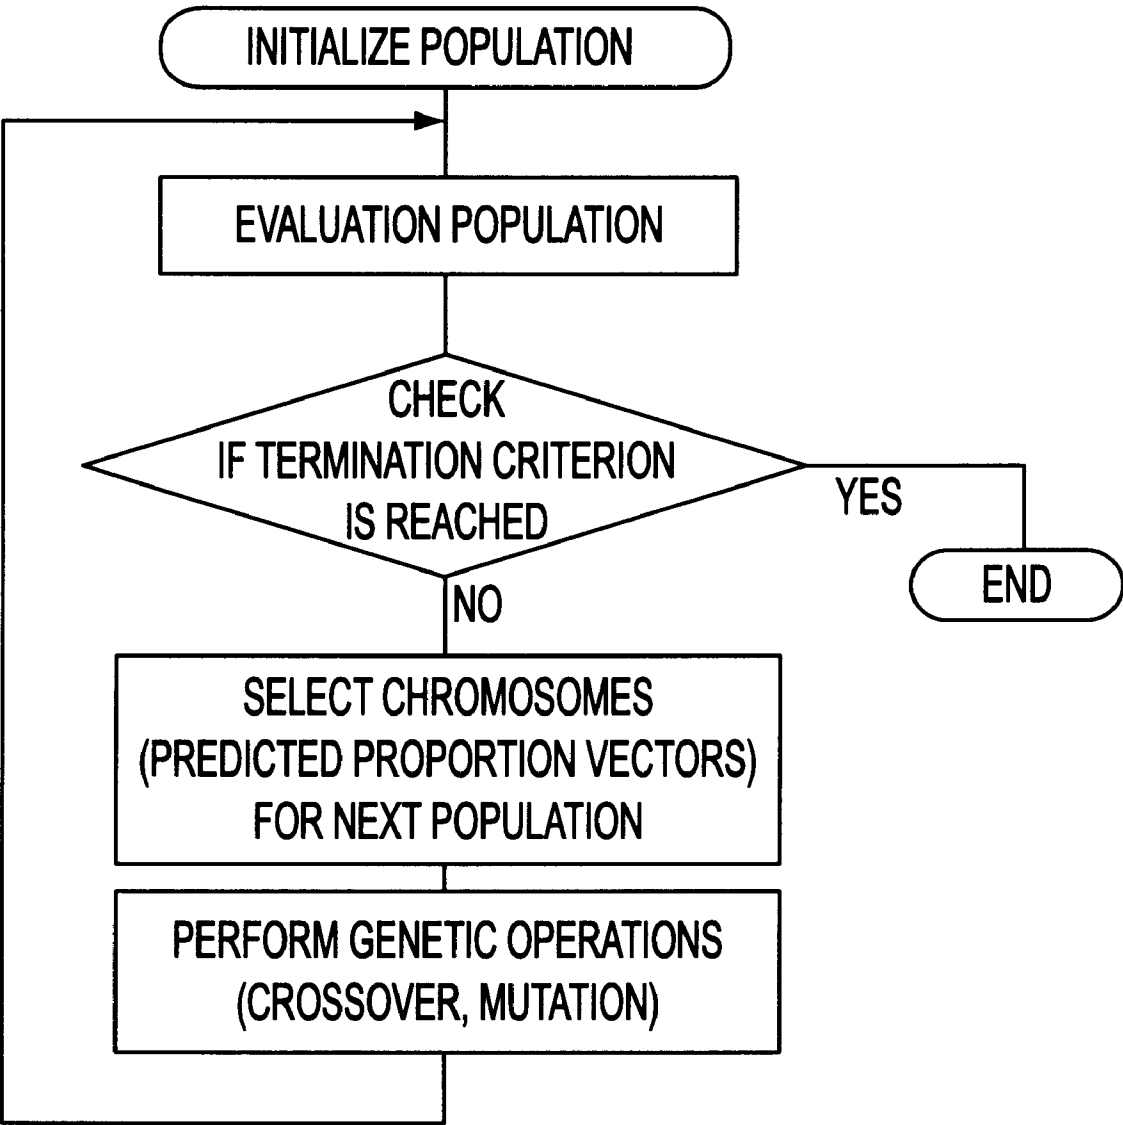 INITIALIZE POPULATION
EVALUATION POPULATION
CHECK
IF TERMINATION CRITERION
IS REACHED
YES
END
NO
SELECT CHROMOSOMES
(PREDICTED PROPORTION VECTORS)
FOR NEXT POPULATION
PERFORM GENETIC OPERATIONS
(CROSSOVER, MUTATION)